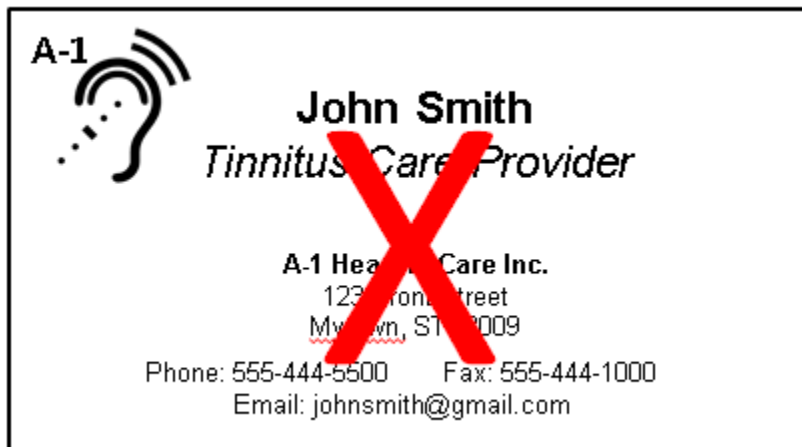 A-1
John Smith
Tinnitus Care Provider
A-1 Care Inc.
Phone: 555-444-5500 Fax: 555-444-1000
Email: johnsmith@gmail.com